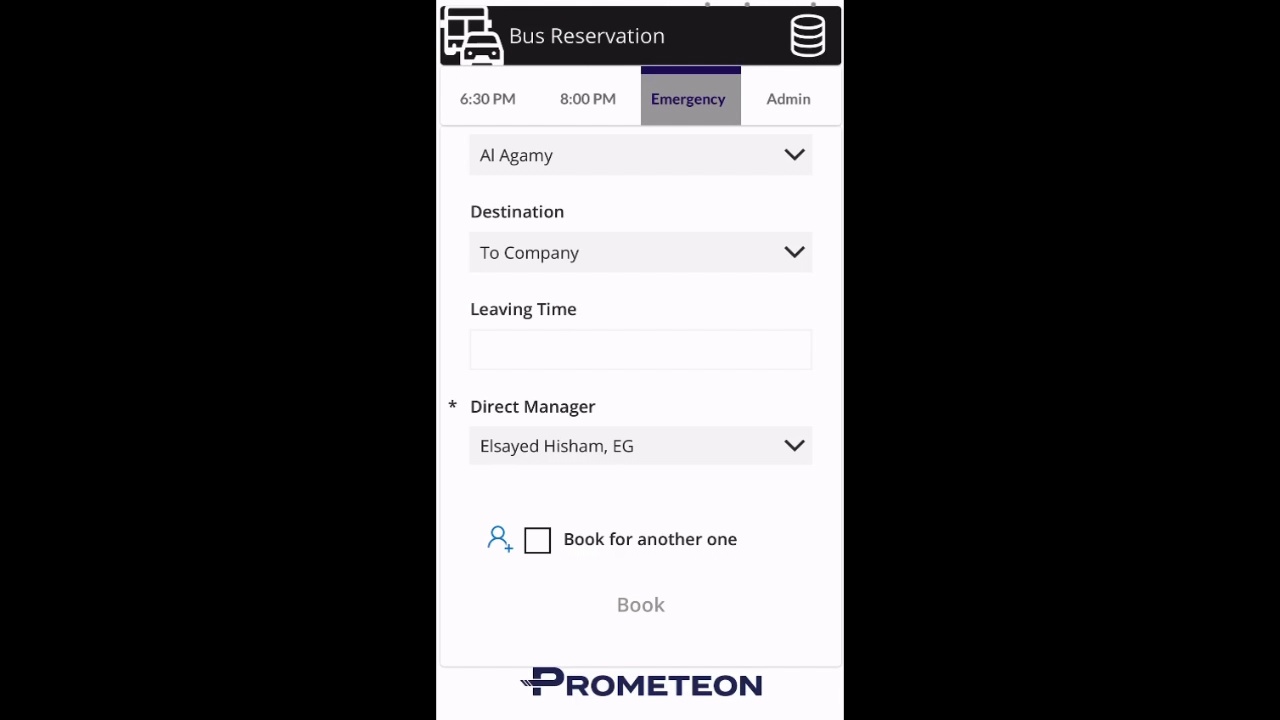 Bus Reservation
6:30 PM
8:00 PM
Emergency
Admin
Al Agamy
Destination
To Company
Leaving Time
* Direct Manager
Elsayed Hisham, EG
Book for another one
Book
PROMETEON